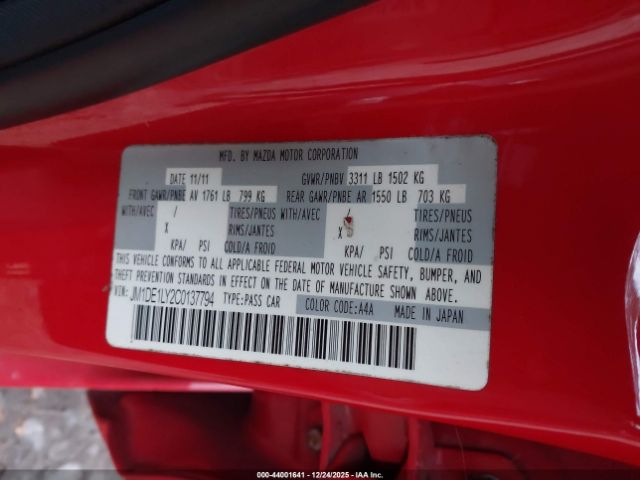 MFD. BY MAZDA MOTOR CORPORATION
DATE 11/11 GVWR/PNBV 3311 LB 1502 KG
FRONT GAWR/PNBE AV 1761 LB 799 KG REAR GAWR/PNBE AR 1550 LB 703 KG
WITH/AVEC / TIRES/PNEUS WITH/AVEC / TIRES/PNEUS
X RIMS/JANTES X RIMS/JANTES
KPA/ PSI COLD/A FROID KPA/ PSI COLD/A FROID
THIS VEHICLE CONFORMS TO ALL APPLICABLE FEDERAL MOTOR VEHICLE SAFETY, BUMPER, AND
THEFT PREVENTION STANDARDS IN EFFECT ON THE DATE OF MANUFACTURE SHOWN ABOVE.
VIN: JM1DE1LY2C0137794 TYPE:PASS CAR COLOR CODE:A4A MADE IN JAPAN
000-44001641 - 12/24/2025 - IAAI.com